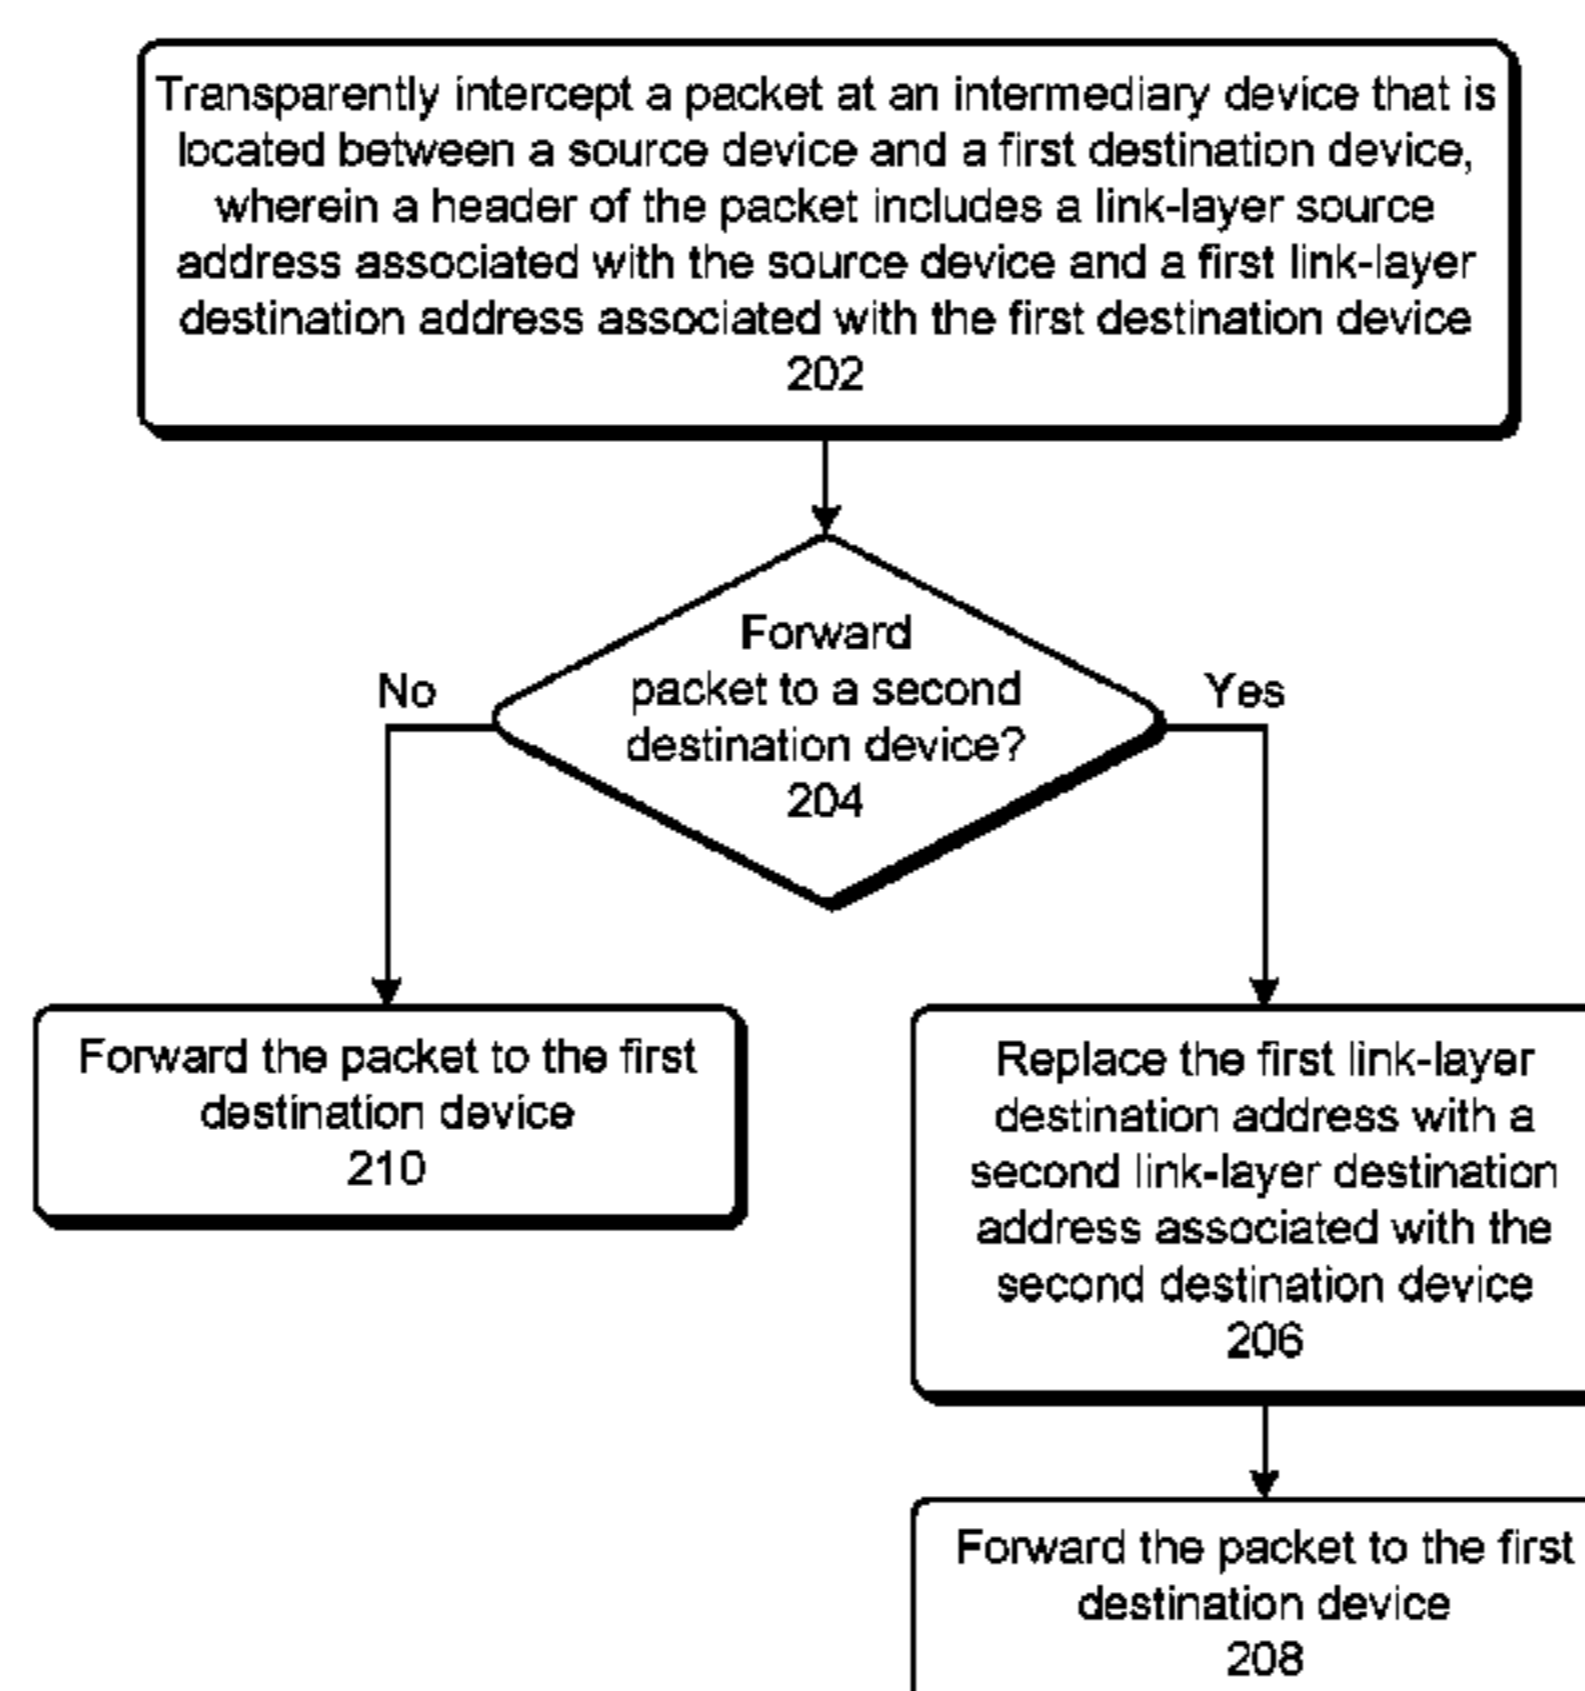 Transparently intercept a packet at an intermediary device that is
located between a source device and a first destination device,
wherein a header of the packet includes a link-layer source
address associated with the source device and a first link-layer
destination address associated with the first destination device
202
Forward
packet to a second
destination device?
204
No
Yes
Forward the packet to the first
destination device
210
Replace the first link-layer
destination address with a
second link-layer destination
address associated with the
second destination device
206
Forward the packet to the first
destination device
208